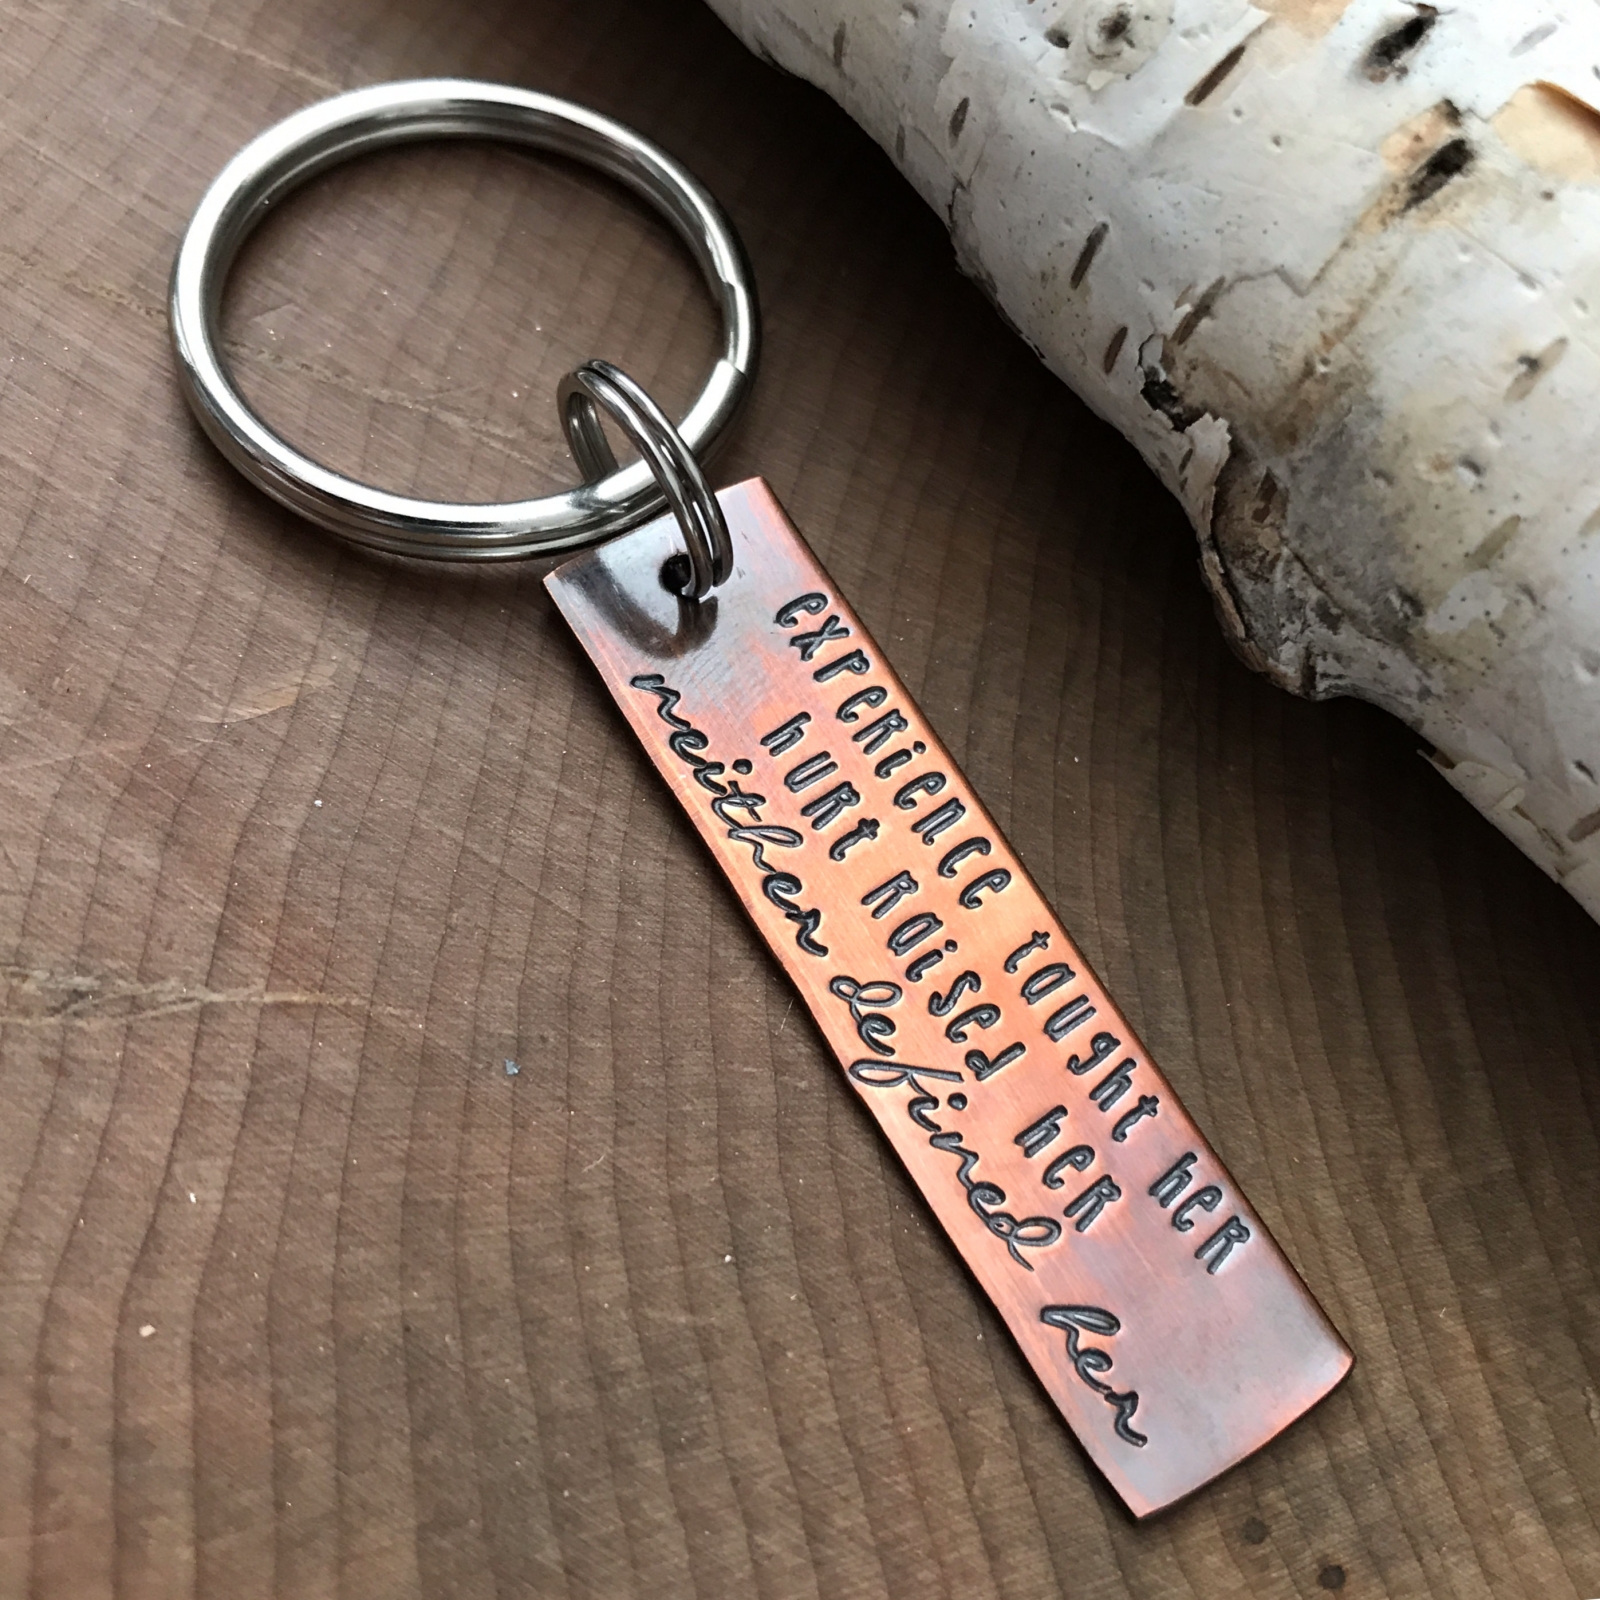 experience taught her
hurt raised her
neither defined her